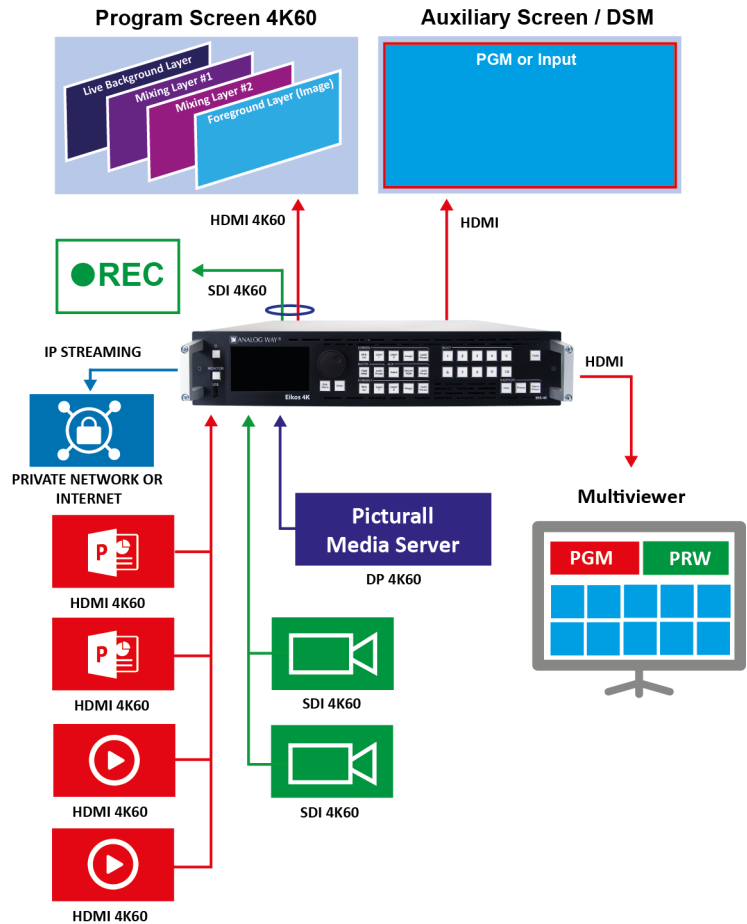 Program Screen 4K60
Auxiliary Screen / DSM
Live Background Layer
Mixing Layer #1
Mixing Layer #2
Foreground Layer (Image)
PGM or Input
HDMI 4K60
HDMI
REC
SDI 4K60
ANALOG WAY
IP STREAMING
HDMI
MONITOR
Eikos 4K
PRIVATE NETWORK OR
INTERNET
Picturall
Media Server
DP 4K60
Multiviewer
PGM
PRW
P
HDMI 4K60
P
HDMI 4K60
SDI 4K60
HDMI 4K60
SDI 4K60
HDMI 4K60